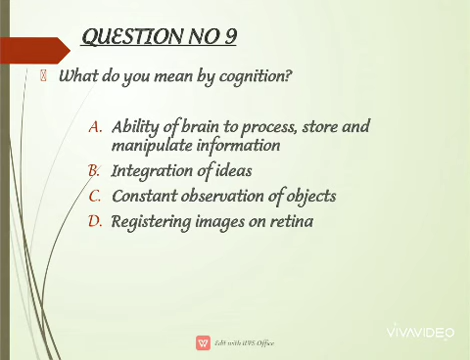 QUESTION NO 9
What do you mean by cognition?
A. Ability of brain to process, store and
manipulate information
B. Integration of ideas
C. Constant observation of objects
D. Registering images on retina
VIVAVIDEO
Edit with WPS Office